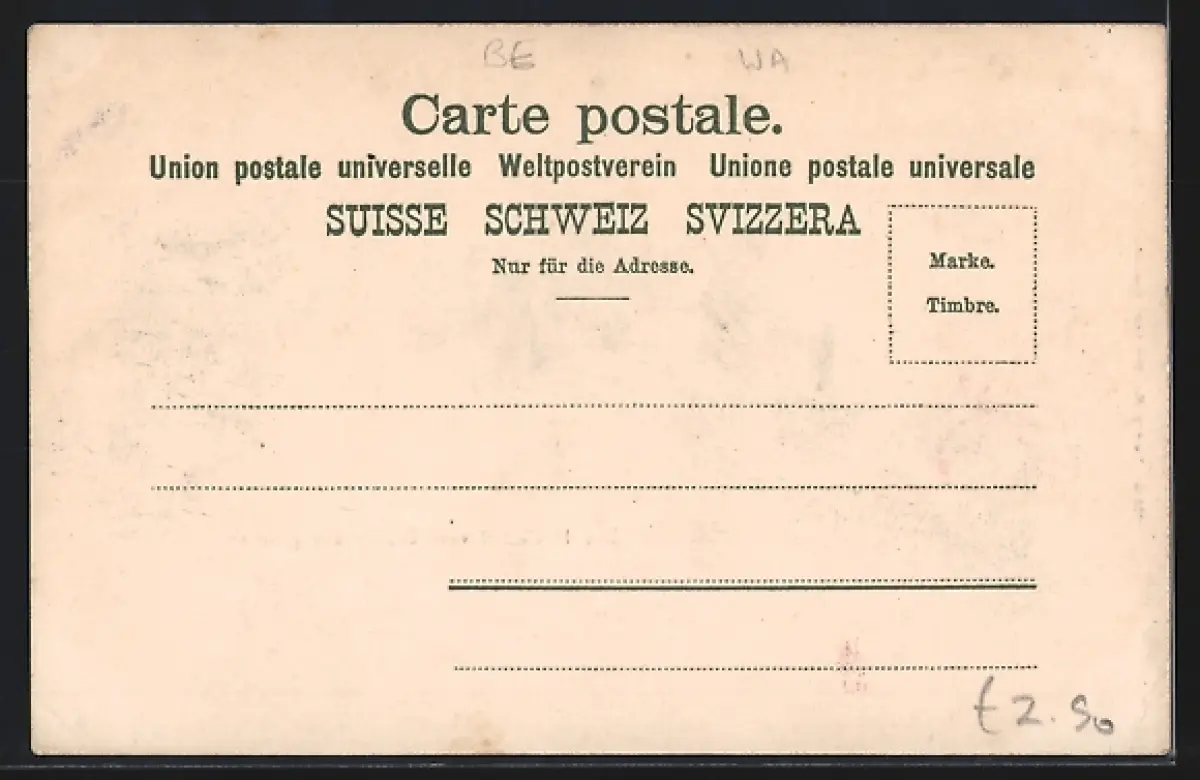 BE WA
Carte postale.
Union postale universelle Weltpostverein Unione postale universale
SUISSE SCHWEIZ SVIZZERA
Nur für die Adresse.
Marke.
Timbre.
£2.50